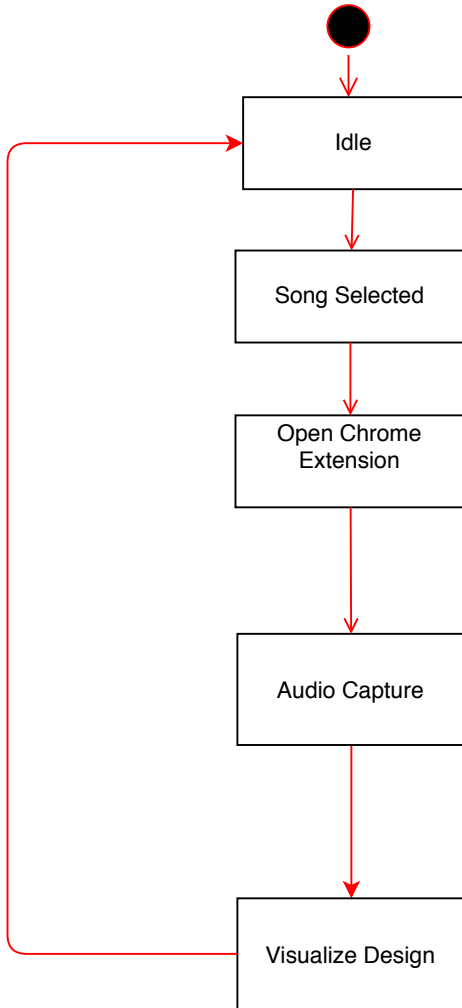 Idle
Song Selected
Open Chrome
Extension
Audio Capture
Visualize Design